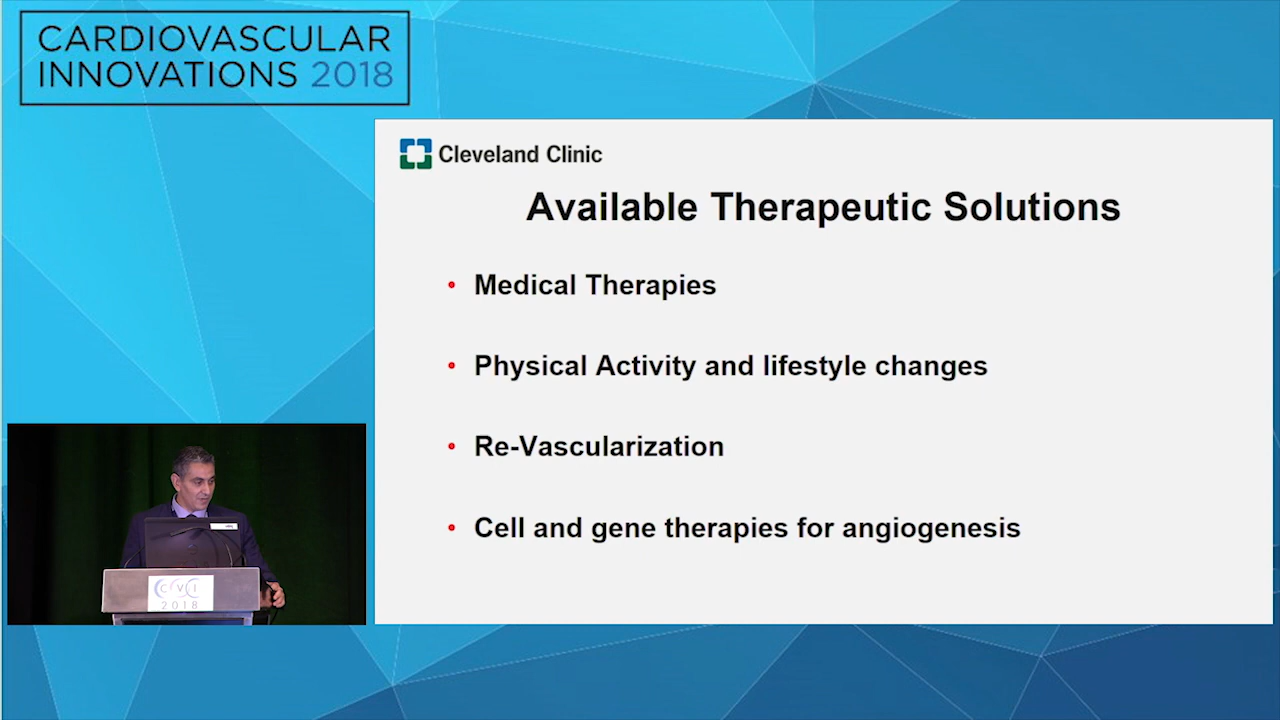 CARDIOVASCULAR
INNOVATIONS 2018
Cleveland Clinic
Available Therapeutic Solutions
• Medical Therapies
• Physical Activity and lifestyle changes
• Re-Vascularization
• Cell and gene therapies for angiogenesis
CVI
2018